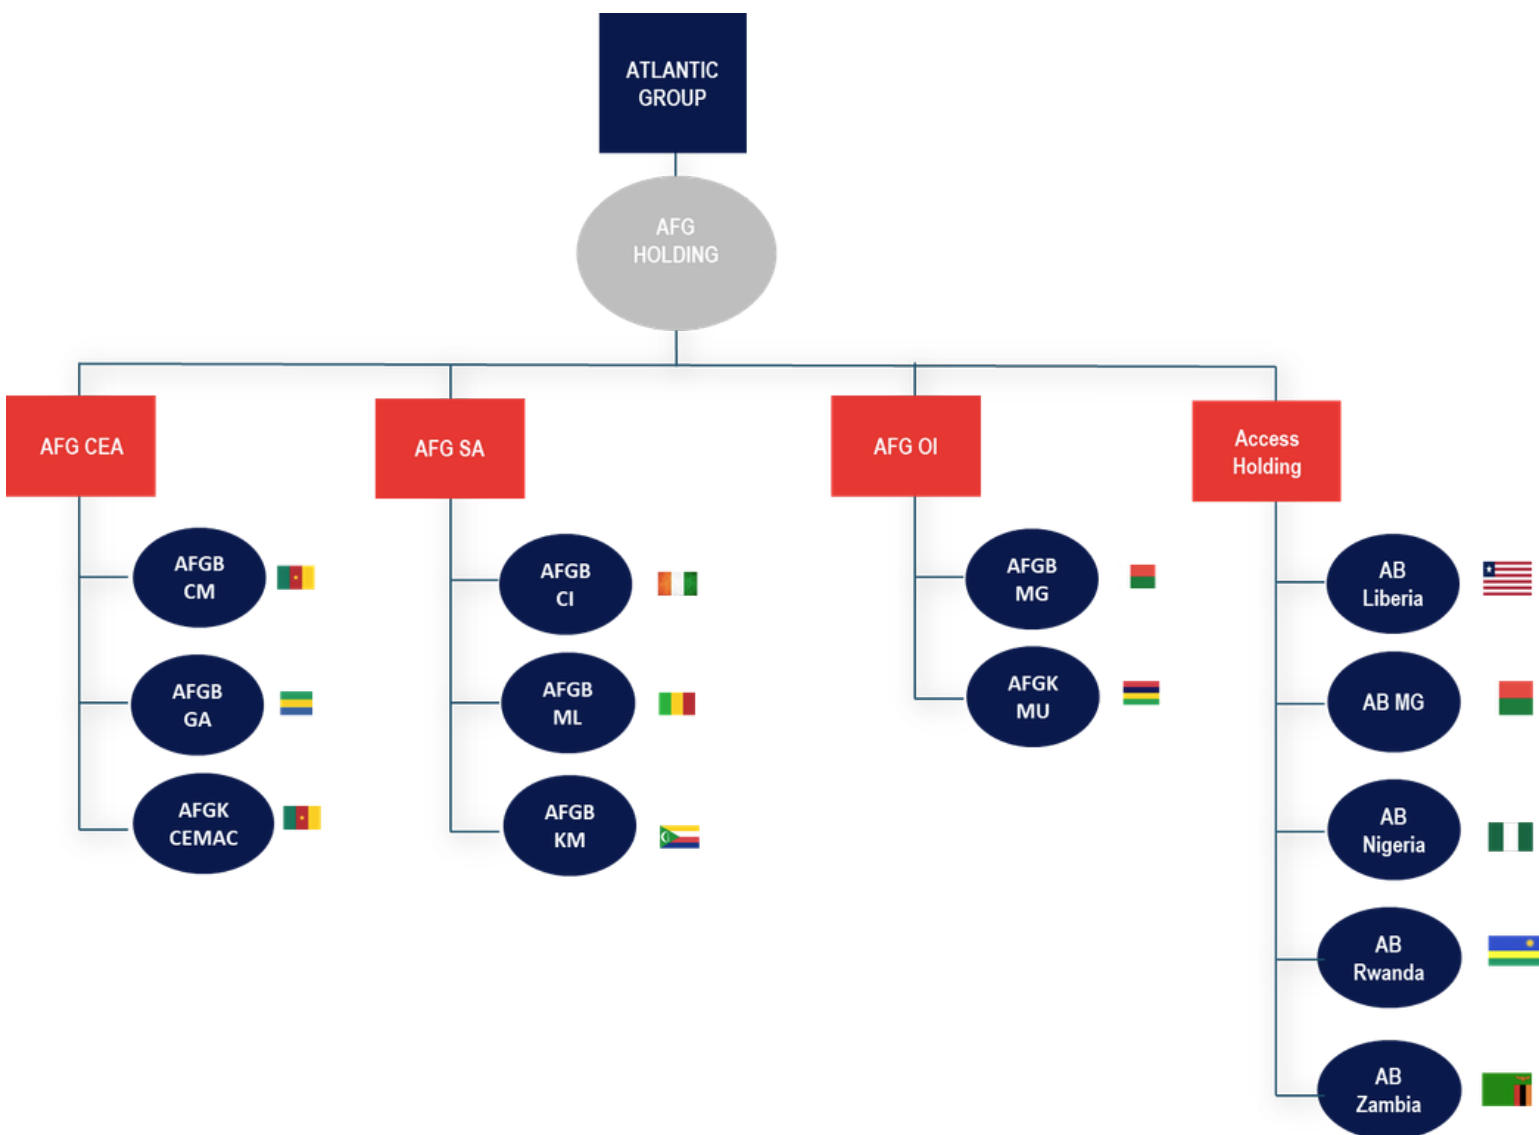 ATLANTIC
GROUP
AFG
HOLDING
AFG CEA
AFG SA
AFG OI
Access
Holding
AFGB
CM
AFGB
GA
AFGK
CEMAC
AFGB
CI
AFGB
ML
AFGB
KM
AFGB
MG
AFGK
MU
AB
Liberia
AB MG
AB
Nigeria
AB
Rwanda
AB
Zambia